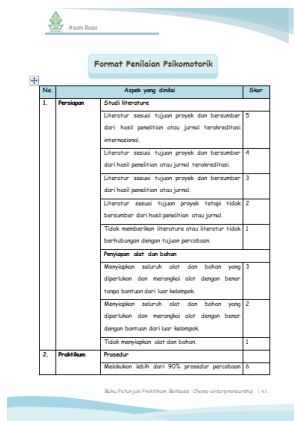 Asam Basa
Format Penilaian Psikomotorik
No. Aspek yang dinilai Skor
1. Persiapan Studi literature
Literatur sesuai tujuan proyek dan bersumber 5
dari hasil penelitian atau jurnal terakreditasi
internasional.
Literatur sesuai tujuan proyek dan bersumber 4
dari hasil penelitian atau jurnal terakreditasi.
Literatur sesuai tujuan proyek dan bersumber 3
dari hasil penelitian atau jurnal.
Literatur sesuai tujuan proyek tetapi tidak 2
bersumber dari hasil penelitian atau jurnal.
Tidak memberikan literature atau literatur tidak 1
berhubungan dengan tujuan percobaan.
Penyiapan alat dan bahan
Menyiapkan seluruh alat dan bahan yang 3
diperlukan dan merangkai alat dengan benar
tanpa bantuan dari luar kelompok.
Menyiapkan seluruh alat dan bahan yang 2
diperlukan dan merangkai alat dengan benar
dengan bantuan dari luar kelompok.
Tidak menyiapkan alat dan bahan. 1
2. Praktikum Prosedur
Melakukan lebih dari 90% prosedur percobaan 6
Buku Petunjuk Praktikum Berbasis Chemo-entrepreneurship | 41